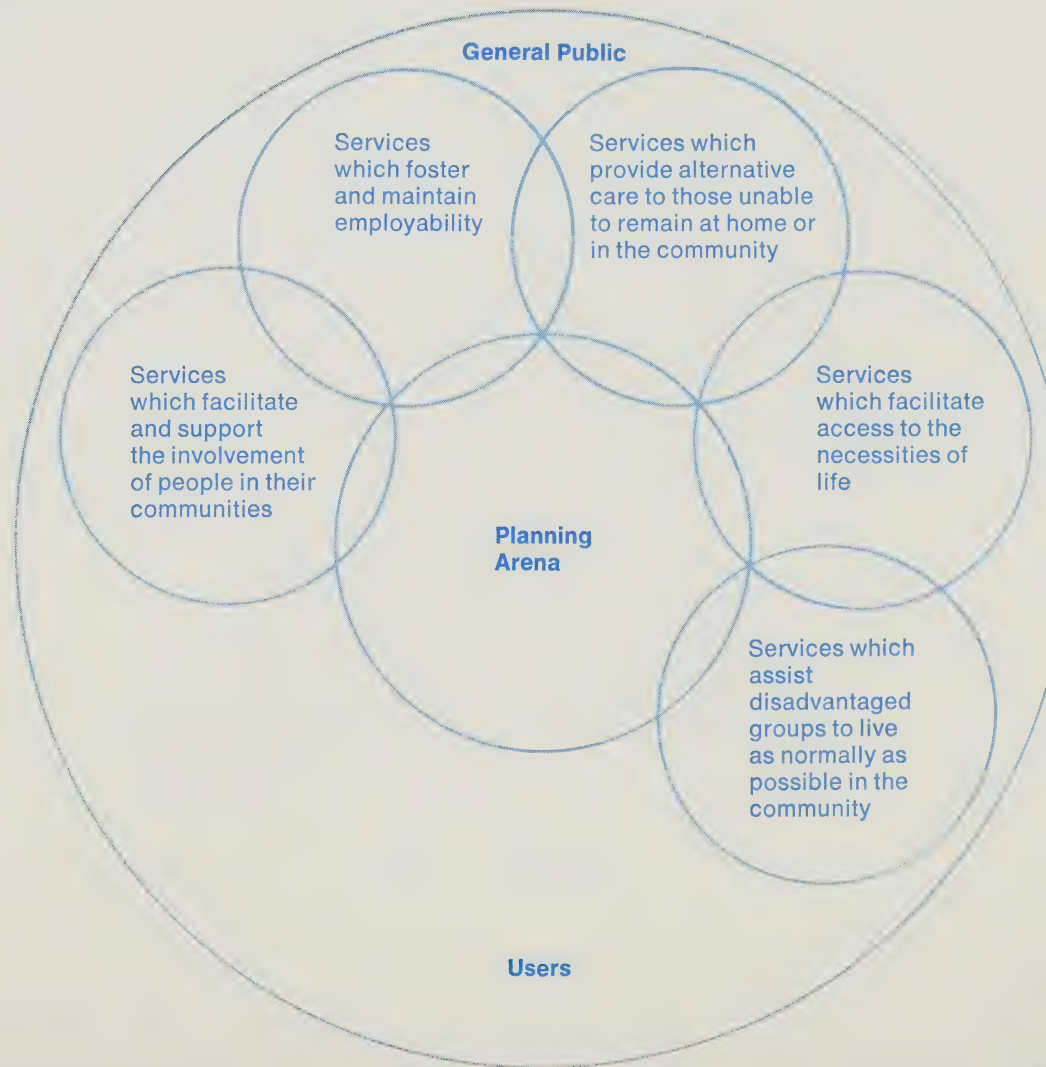 General Public
Services
which foster
and maintain
employability
Services which
provide alternative
care to those unable
to remain at home or
in the community
Services
which facilitate
and support
the involvement
of people in their
communities
Services
which facilitate
access to the
necessities of
life
Planning
Arena
Services which
assist
disadvantaged
groups to live
as normally as
possible in the
community
Users